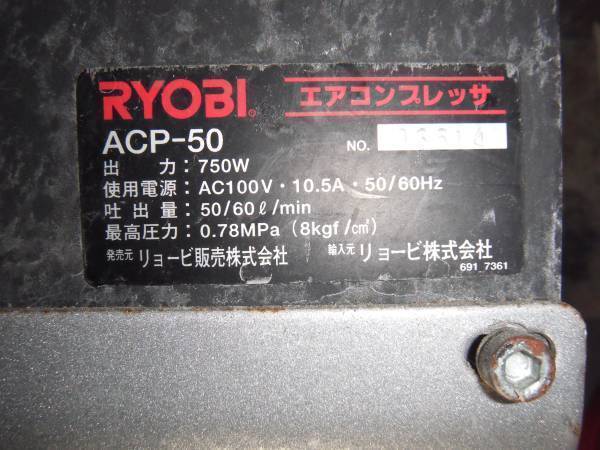 RYOBI® エアコンプレッサ
ACP-50 NO.
出 力：750W
使用電源：AC100V・10.5A・50/60Hz
吐出量：50/60ℓ/min
最高圧力：0.78MPa（8kgf/㎠）
発売元 リョービ販売株式会社 輸入元 リョービ株式会社
691 7361